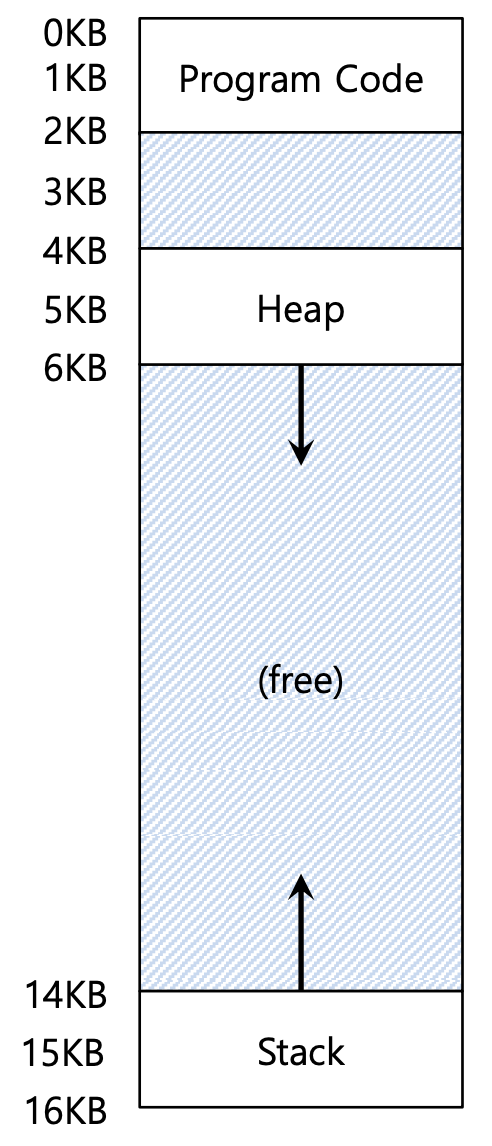 0KB
1KB
Program Code
2KB
3KB
4KB
5KB
Heap
6KB
(free)
14KB
15KB
Stack
16KB